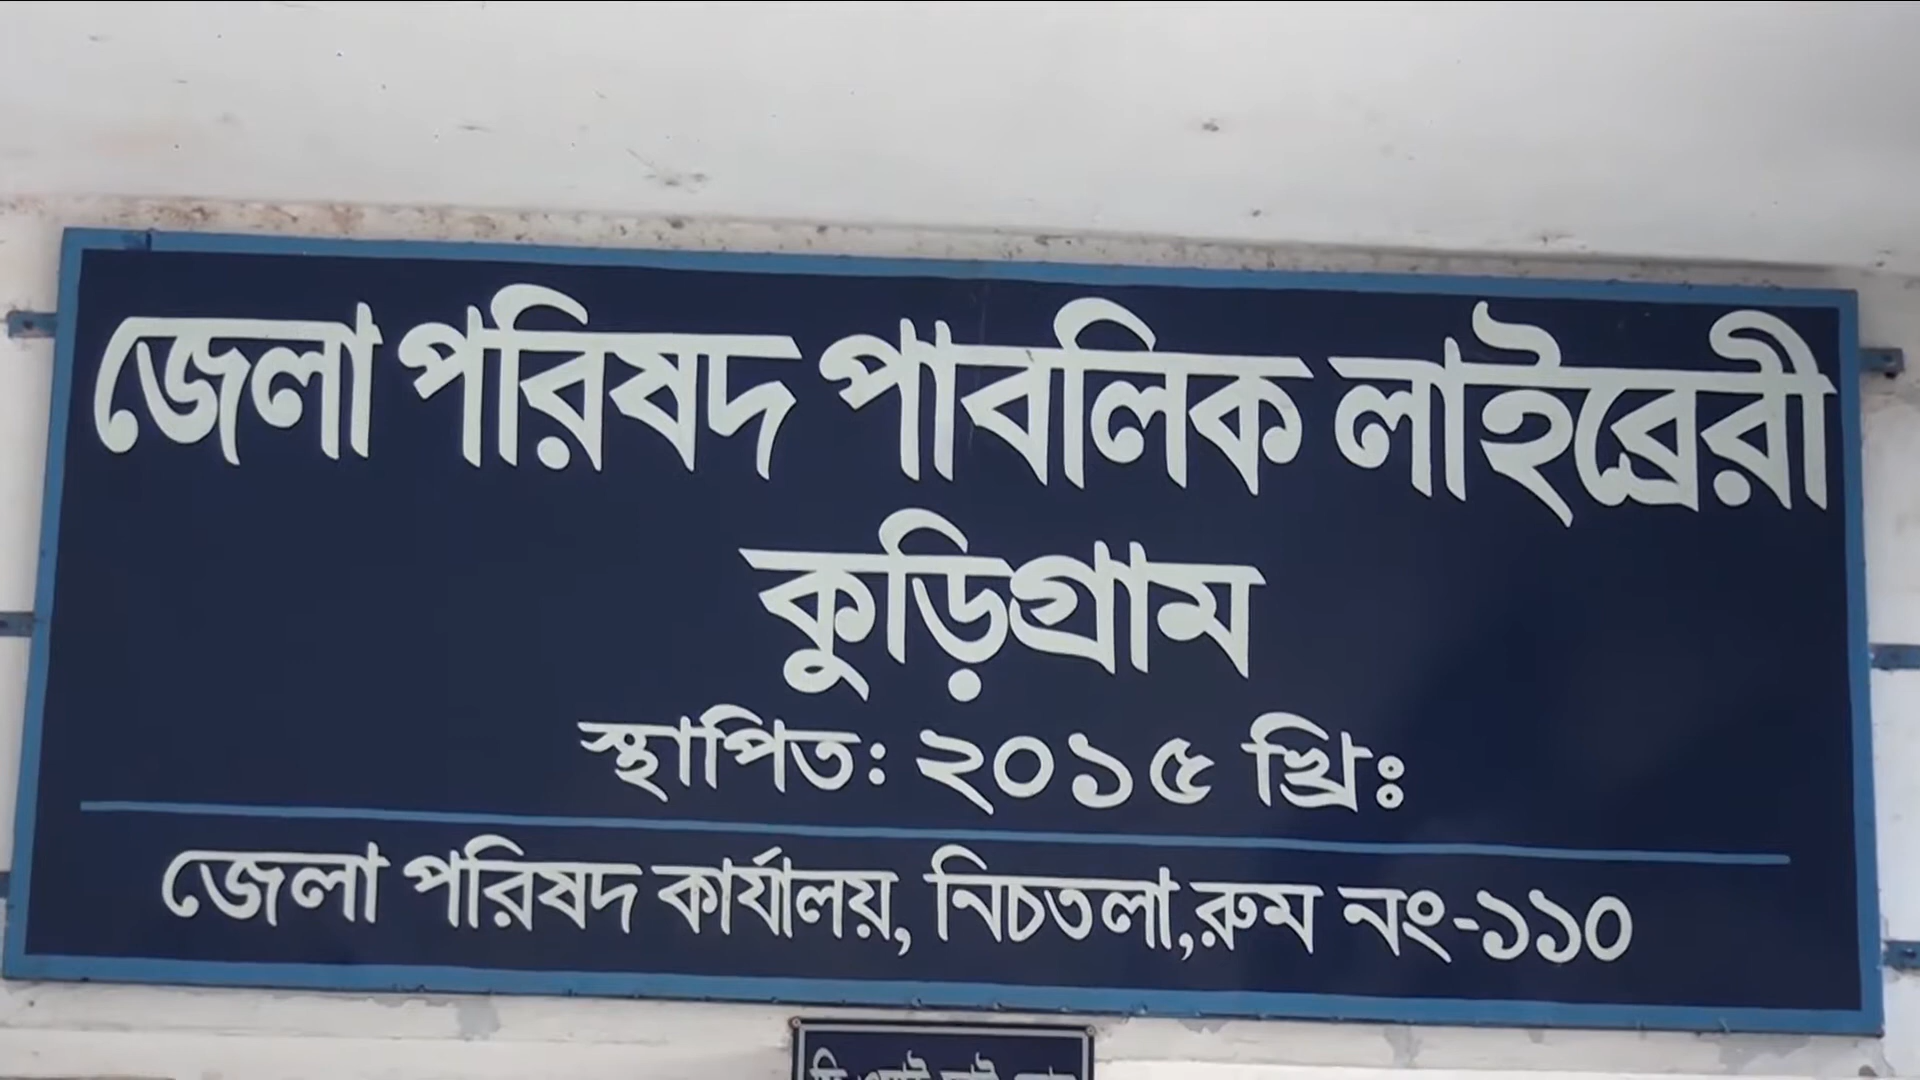 জেলা পরিষদ পাবলিক লাইব্রেরী
কুড়িগ্রাম
স্থাপিত: ২০১৫ খ্রিঃ
জেলা পরিষদ কার্যালয়, নিচতলা,রুম নং-১১০